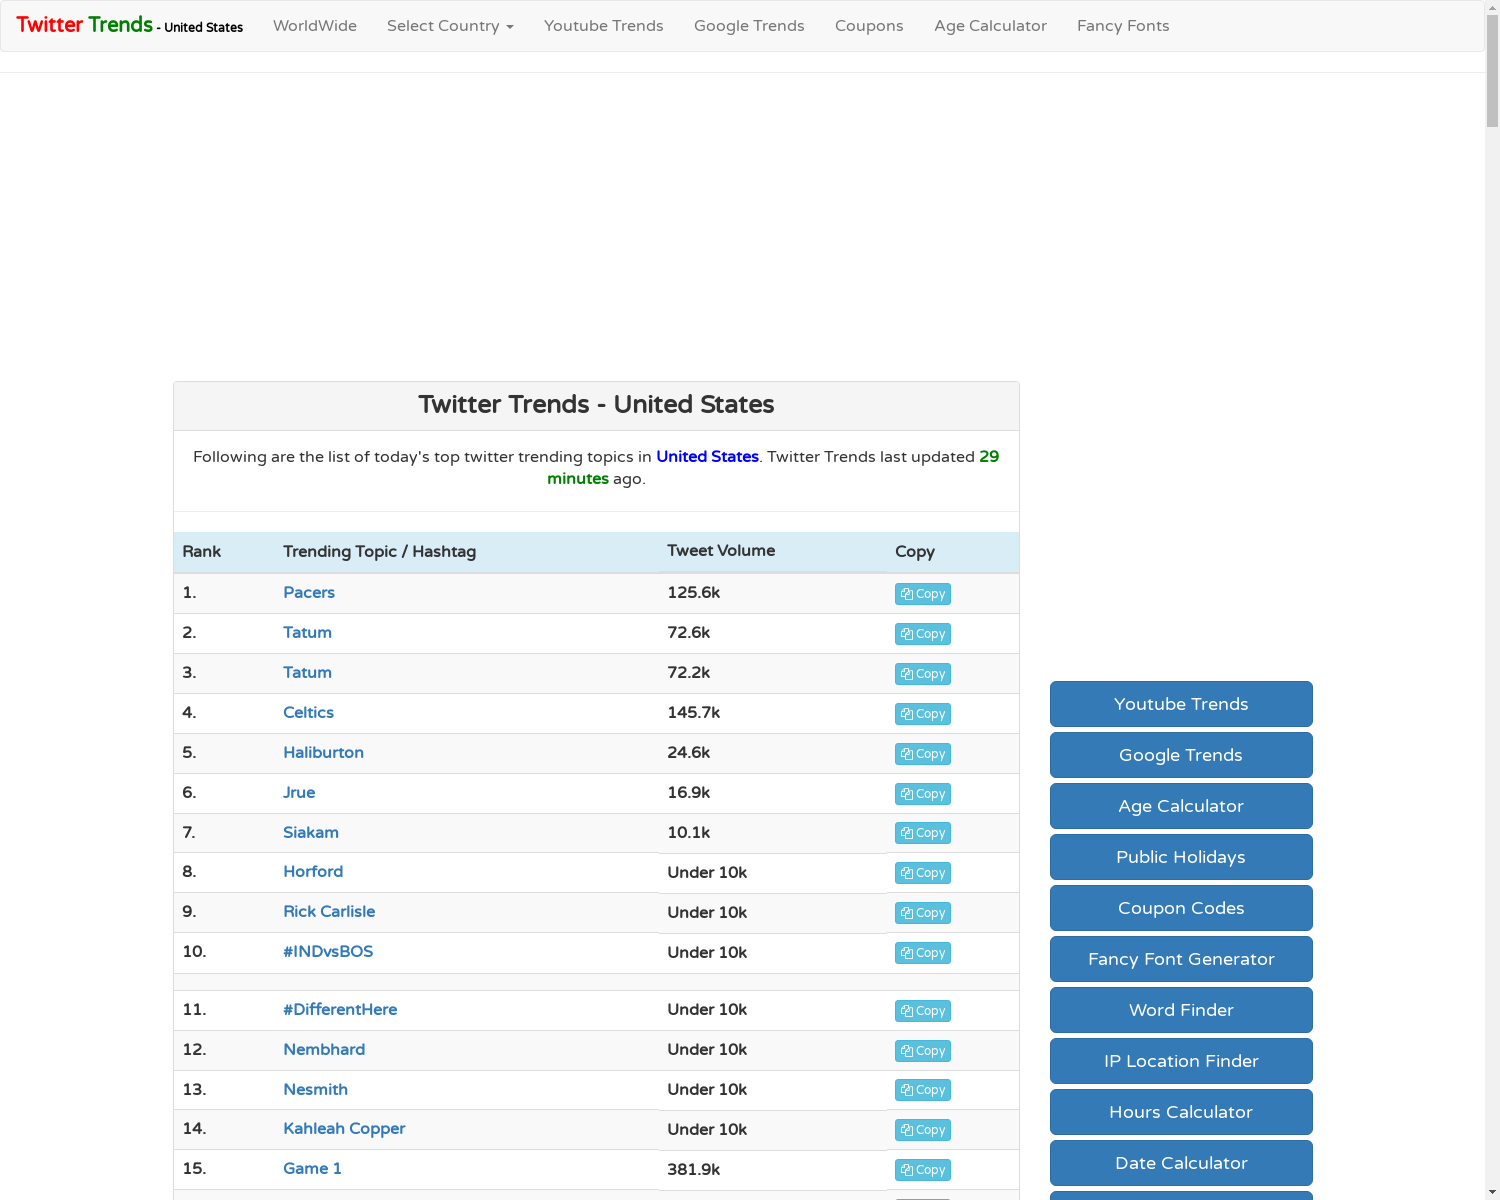 Twitter Trends - United States WorldWide Select Country Youtube Trends Google Trends Coupons Age Calculator Fancy Fonts
Twitter Trends - United States
Following are the list of today's top twitter trending topics in United States. Twitter Trends last updated 29
minutes ago.
Rank Trending Topic / Hashtag Tweet Volume Copy
1. Pacers 125.6k Copy
2. Tatum 72.6k Copy
3. Tatum 72.2k Copy
4. Celtics 145.7k Copy
5. Haliburton 24.6k Copy
6. Jrue 16.9k Copy
7. Siakam 10.1k Copy
8. Horford Under 10k Copy
9. Rick Carlisle Under 10k Copy
10. #INDvsBOS Under 10k Copy
11. #DifferentHere Under 10k Copy
12. Nembhard Under 10k Copy
13. Nesmith Under 10k Copy
14. Kahleah Copper Under 10k Copy
15. Game 1 381.9k Copy
Youtube Trends
Google Trends
Age Calculator
Public Holidays
Coupon Codes
Fancy Font Generator
Word Finder
IP Location Finder
Hours Calculator
Date Calculator